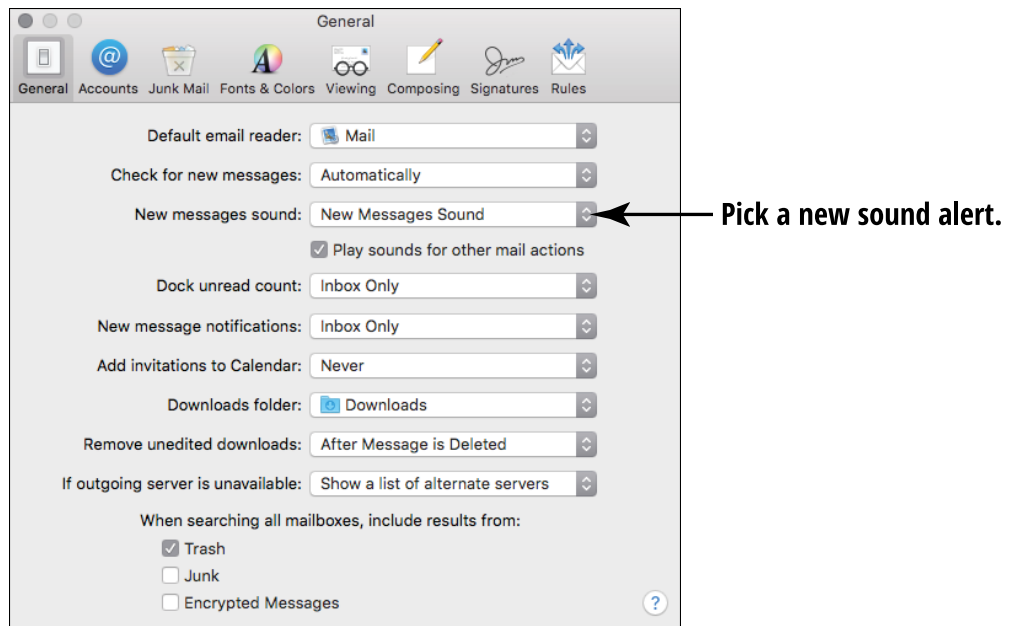 General
General Accounts Junk Mail Fonts & Colors Viewing Composing Signatures Rules
Default email reader: Mail
Check for new messages: Automatically
New messages sound: New Messages Sound
Pick a new sound alert.
Play sounds for other mail actions
Dock unread count: Inbox Only
New message notifications: Inbox Only
Add invitations to Calendar: Never
Downloads folder: Downloads
Remove unedited downloads: After Message is Deleted
If outgoing server is unavailable: Show a list of alternate servers
When searching all mailboxes, include results from:
Trash
Junk
Encrypted Messages
?